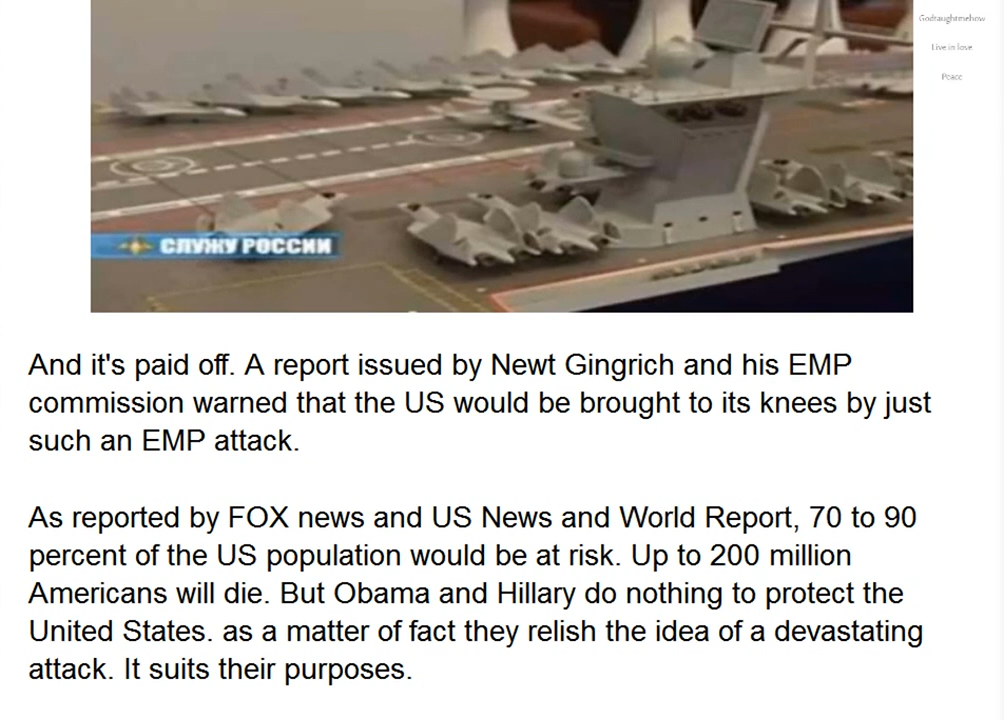 Godtaughtmehow
Live in love
Peace
СЛУЖУ РОССИИ
And it's paid off. A report issued by Newt Gingrich and his EMP
commission warned that the US would be brought to its knees by just
such an EMP attack.
As reported by FOX news and US News and World Report, 70 to 90
percent of the US population would be at risk. Up to 200 million
Americans will die. But Obama and Hillary do nothing to protect the
United States. as a matter of fact they relish the idea of a devastating
attack. It suits their purposes.